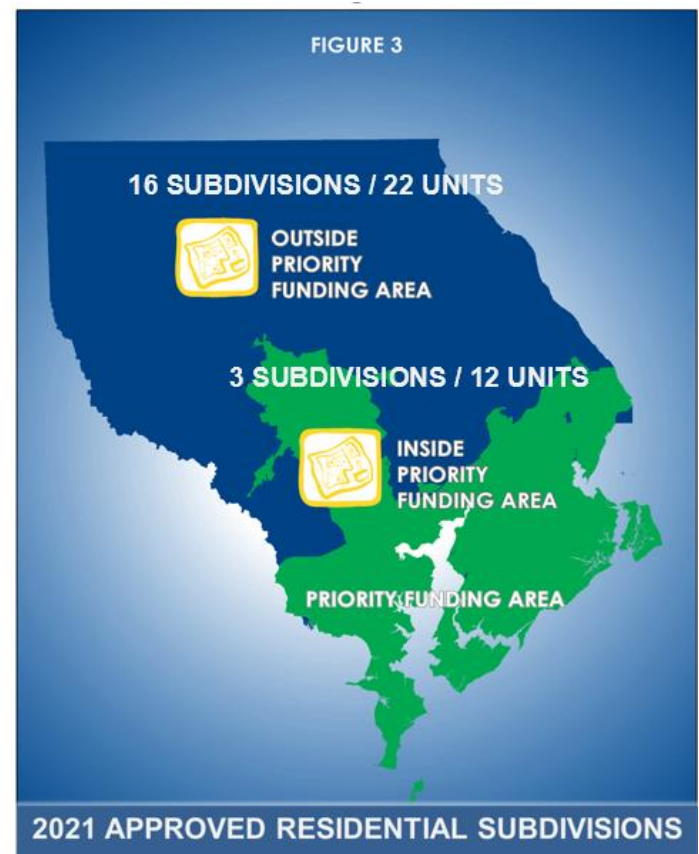 FIGURE 3
16 SUBDIVISIONS / 22 UNITS
OUTSIDE
PRIORITY
FUNDING AREA
3 SUBDIVISIONS / 12 UNITS
INSIDE
PRIORITY
FUNDING AREA
PRIORITY FUNDING AREA
2021 APPROVED RESIDENTIAL SUBDIVISIONS